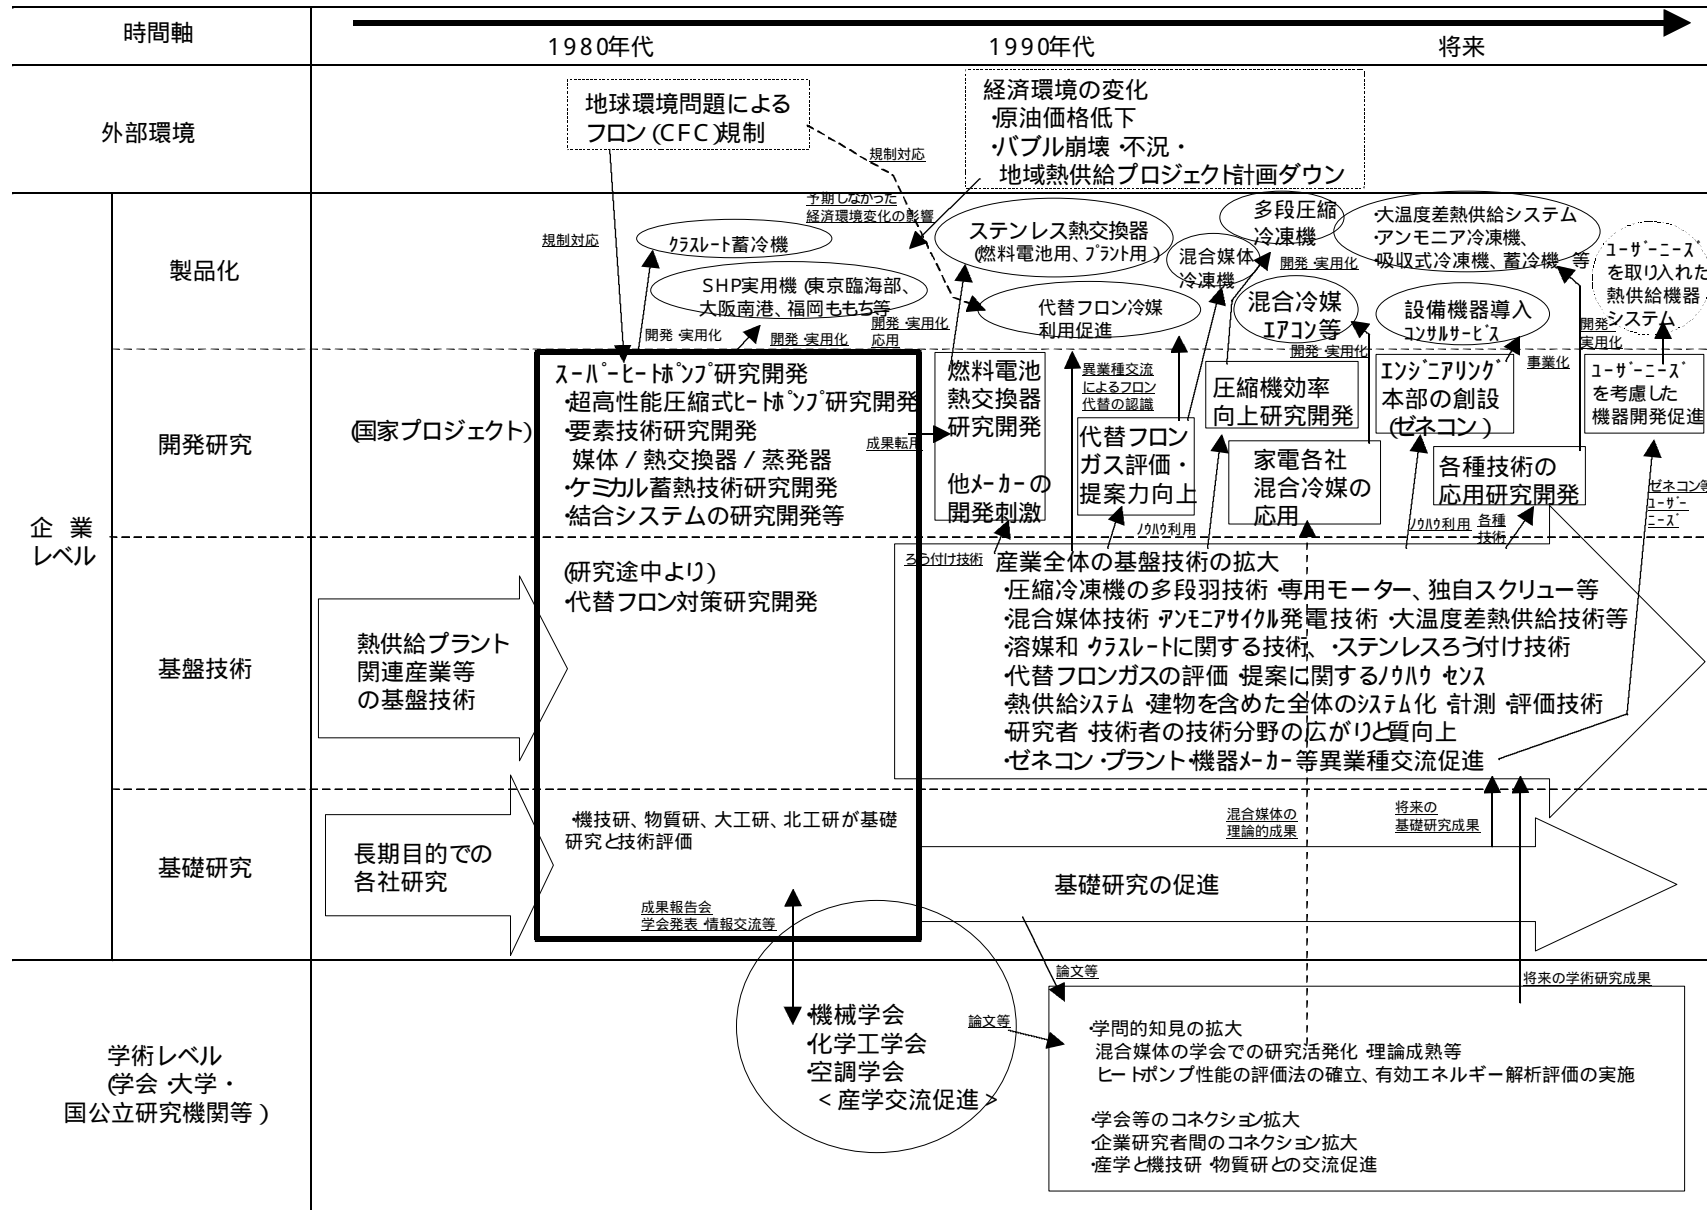 時間軸
1980年代
1990年代
将来
外部環境
地球環境問題による
フロン(CFC)規制
規制対応
経済環境の変化
・原油価格低下
・バブル崩壊・不況・
地域熱供給プロジェクト計画ダウン
企 業
レベル
製品化
規制対応
クラスレート蓄冷機
予期しなかった
経済環境変化の影響
SHP実用機(東京臨海部、
大阪南港、福岡ももち等
開発・実用化
開発・実用化
開発・実用化
応用
ステンレス熱交換器
(燃料電池用、プラント用)
代替フロン冷媒
利用促進
混合媒体
冷凍機
多段圧縮
冷凍機
開発・実用化
混合冷媒
エアコン等
開発・実用化
・大温度差熱供給システム
・アンモニア冷凍機、
・吸収式冷凍機、蓄冷機 等
設備機器導入
コンサルサービス
事業化
開発・
実用化
ユーザーニーズ
を取り入れた
熱供給機器
システム
開発研究
(国家プロジェクト)
スーパーヒートポンプ研究開発
・超高性能圧縮式ヒートポンプ研究開発
・要素技術研究開発
媒体/熱交換器/蒸発器
・ケミカル蓄熱技術研究開発
・結合システムの研究開発等
成果転用
燃料電池
熱交換器
研究開発
他メーカーの
開発刺激
異業種交流
によるフロン
代替の認識
代替フロン
ガス評価・
提案力向上
圧縮機効率
向上研究開発
家電各社
混合冷媒の
応用
エンジニアリング
本部の創設
(ゼネコン)
各種技術の
応用研究開発
ユーザーニーズ
を考慮した
機器開発促進
ゼネコン等
ユーザー
ニーズ
ノウハウ利用
ノウハウ利用
各種
技術
ろう付け技術
基盤技術
熱供給プラント
関連産業等
の基盤技術
(研究途中より)
・代替フロン対策研究開発
産業全体の基盤技術の拡大
・圧縮冷凍機の多段羽技術・専用モーター、独自スクリュー等
・混合媒体技術・アンモニアサイクル発電技術・大温度差熱供給技術等
・溶媒和・クラスレートに関する技術、・ステンレスろう付け技術
・代替フロンガスの評価・提案に関するノウハウ・センス
・熱供給システム・建物を含めた全体のシステム化・計測・評価技術
・研究者・技術者の技術分野の広がりと質向上
・ゼネコン・プラント・機器メーカー等異業種交流促進
基礎研究
長期目的での
各社研究
・機技研、物質研、大工研、北工研が基礎
研究と技術評価
成果報告会
学会発表・情報交流等
混合媒体の
理論的成果
将来の
基礎研究成果
基礎研究の促進
学術レベル
(学会・大学・
国公立研究機関等)
・機械学会
・化学工学会
・空調学会
<産学交流促進>
論文等
論文等
将来の学術研究成果
・学問的知見の拡大
混合媒体の学会での研究活発化・理論成熟等
ヒートポンプ性能の評価法の確立、有効エネルギー解析評価の実施
・学会等のコネクション拡大
・企業研究者間のコネクション拡大
・産学と機技研・物質研との交流促進